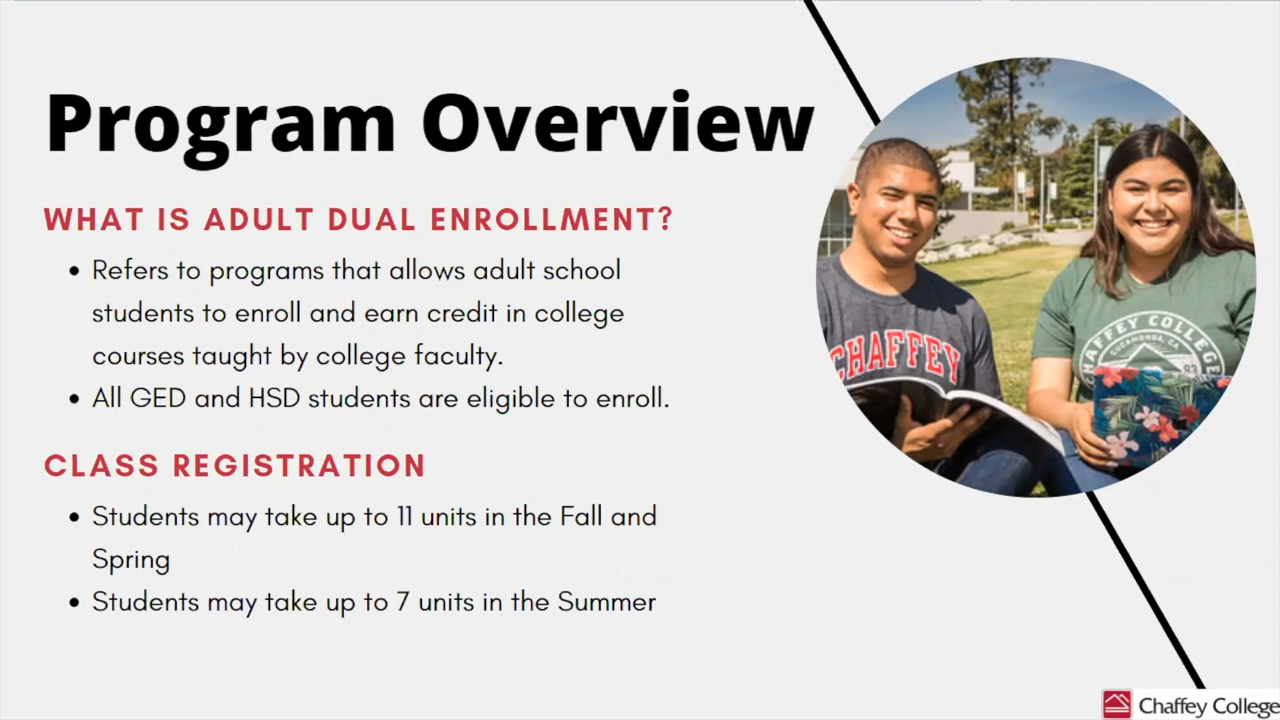 Program Overview
WHAT IS ADULT DUAL ENROLLMENT?
• Refers to programs that allows adult school
students to enroll and earn credit in college
courses taught by college faculty.
• All GED and HSD students are eligible to enroll.
CLASS REGISTRATION
• Students may take up to 11 units in the Fall and
Spring
• Students may take up to 7 units in the Summer
CHAFFEY
CHAFFEY COLLEGE
CUCAMONGA, CA
83
Chaffey College